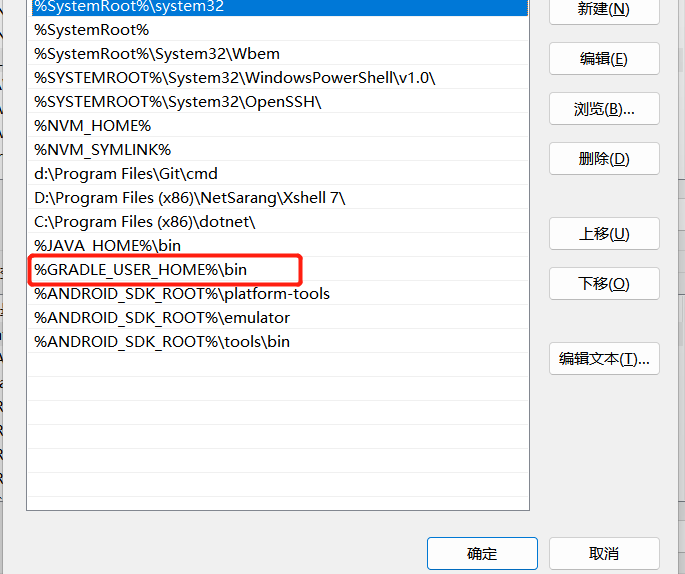 %SystemRoot%\system32
%SystemRoot%
%SystemRoot%\System32\Wbem
%SYSTEMROOT%\System32\WindowsPowerShell\v1.0\
%SYSTEMROOT%\System32\OpenSSH\
%NVM_HOME%
%NVM_SYMLINK%
d:\Program Files\Git\cmd
D:\Program Files (x86)\NetSarang\Xshell 7\
C:\Program Files (x86)\dotnet\
%JAVA_HOME%\bin
%GRADLE_USER_HOME%\bin
%ANDROID_SDK_ROOT%\platform-tools
%ANDROID_SDK_ROOT%\emulator
%ANDROID_SDK_ROOT%\tools\bin
新建(N)
编辑(E)
浏览(B)...
删除(D)
上移(U)
下移(O)
编辑文本(T)...
确定
取消